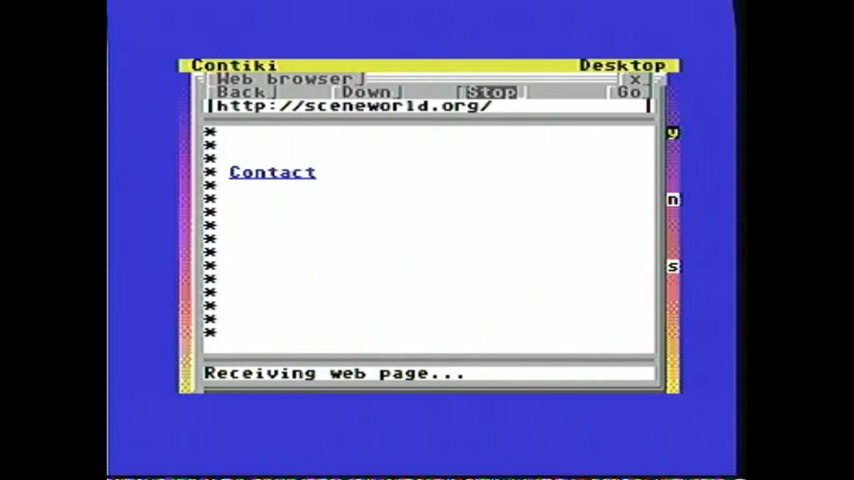 Contiki Desktop
Web browser x
Back Down Stop Go
http://sceneworld.org/
*
*
*
* Contact
*
*
*
*
*
*
*
*
*
*
*
*
y
n
s
Receiving web page...